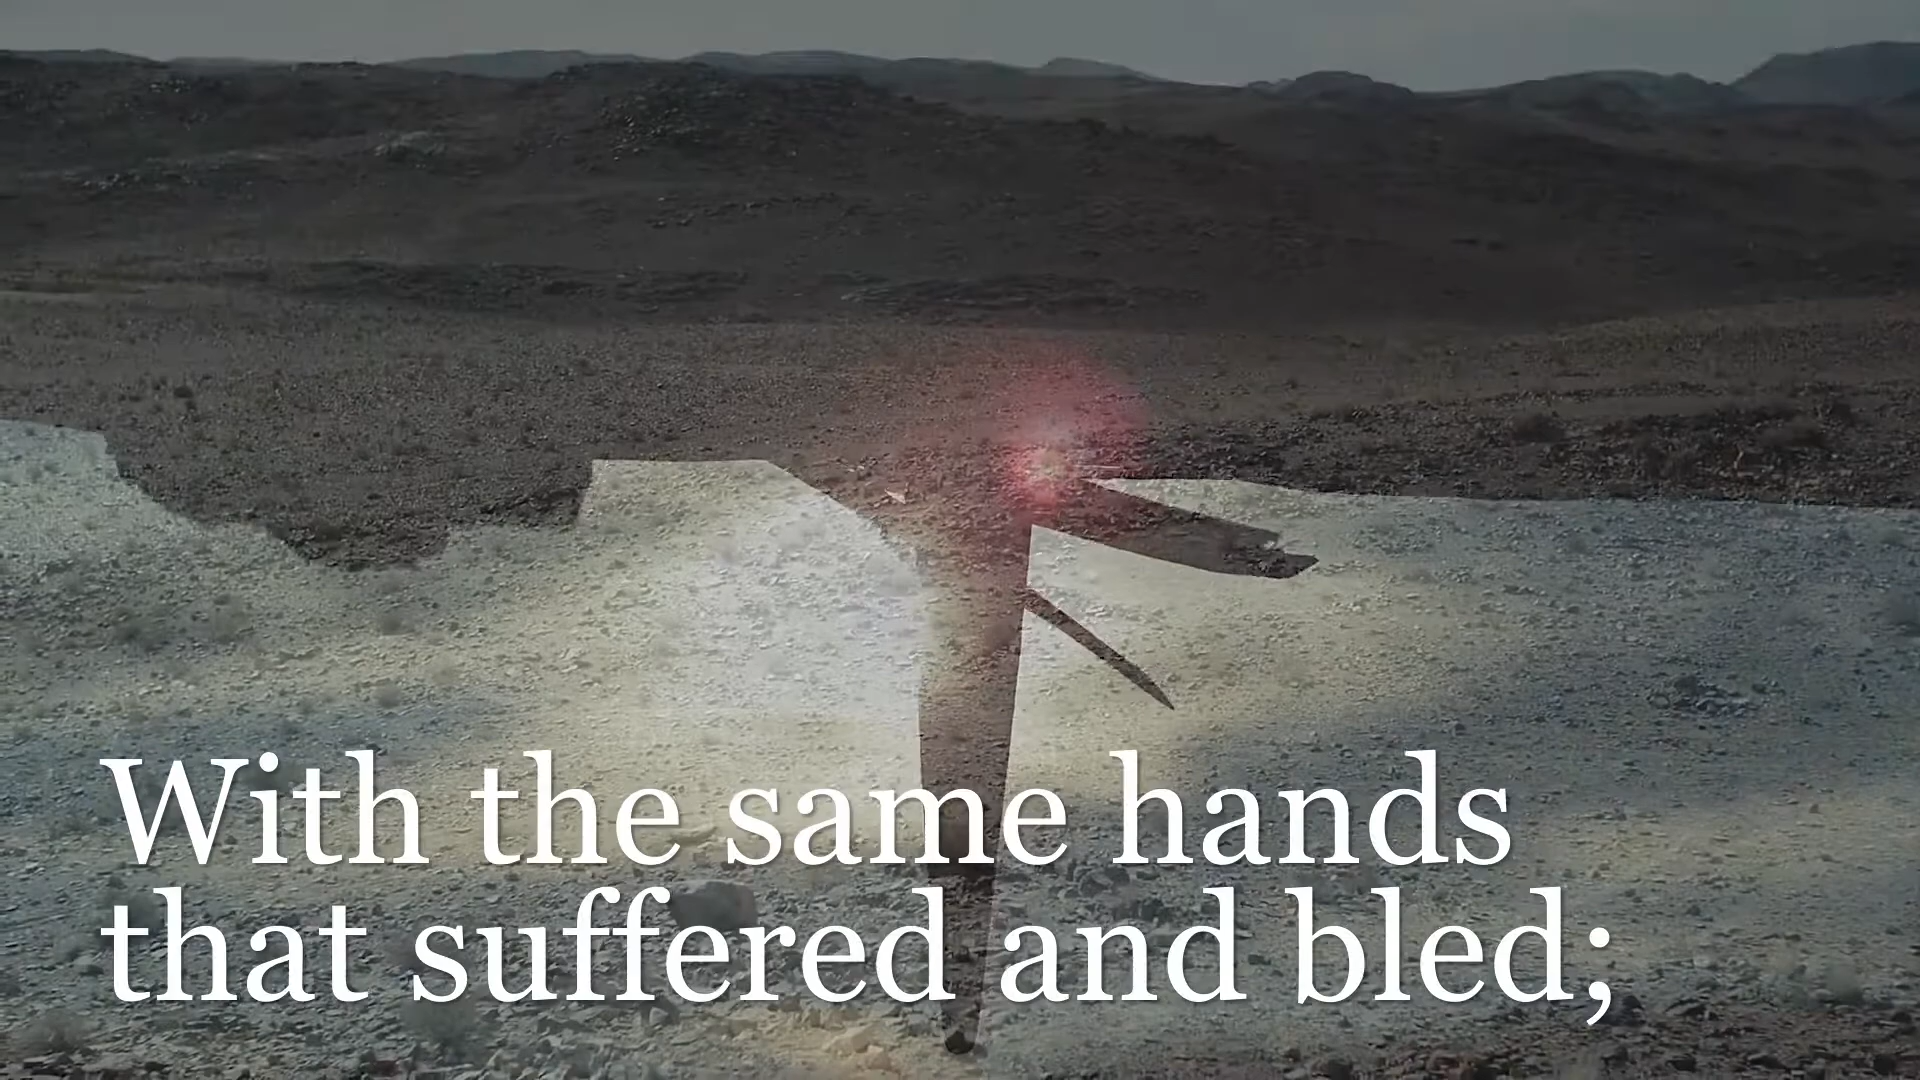 With the same hands
that suffered and bled;